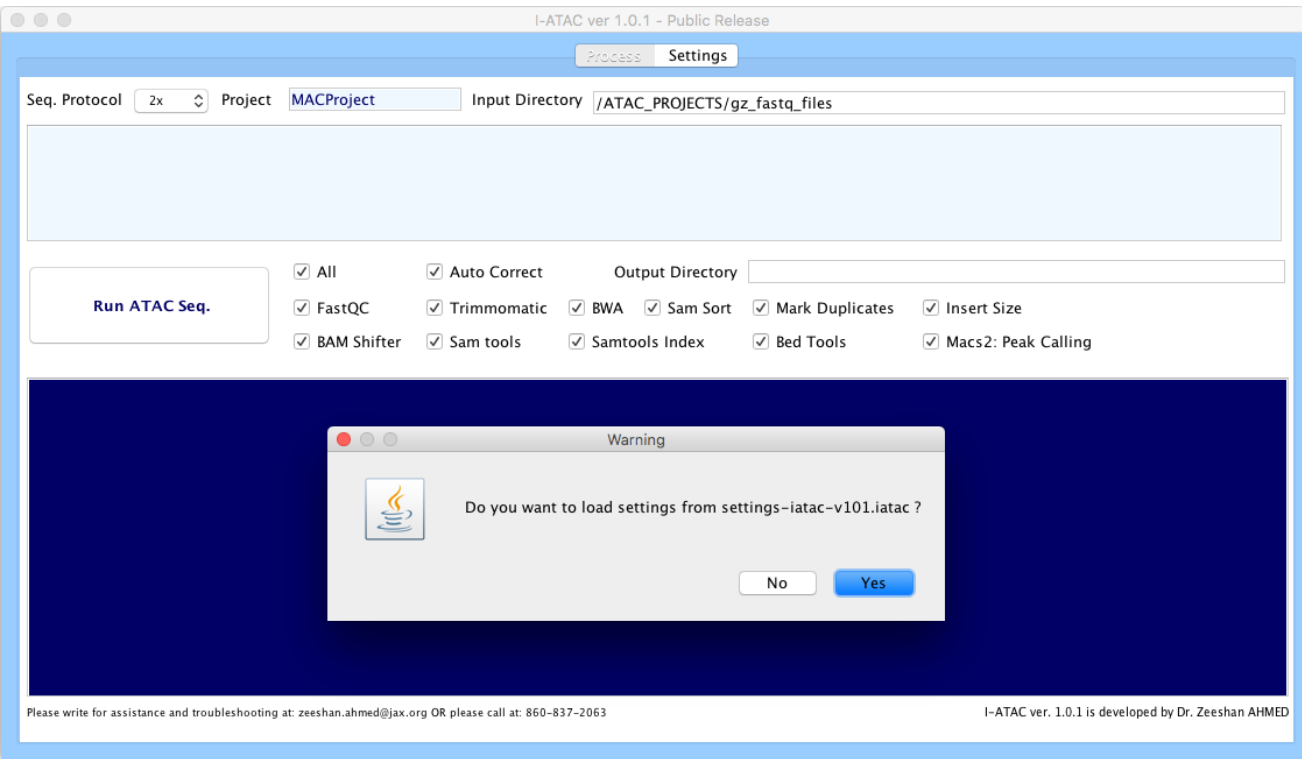 I-ATAC ver 1.0.1 - Public Release
Process Settings
Seq. Protocol 2x Project MACProject Input Directory /ATAC_PROJECTS/gz_fastq_files
All Auto Correct Output Directory
Run ATAC Seq. FastQC Trimmomatic BWA Sam Sort Mark Duplicates Insert Size
BAM Shifter Sam tools Samtools Index Bed Tools Macs2: Peak Calling
Warning
Do you want to load settings from settings-iatac-v101.iatac ?
No Yes
Please write for assistance and troubleshooting at: zeeshan.ahmed@jax.org OR please call at: 860-837-2063 I-ATAC ver. 1.0.1 is developed by Dr. Zeeshan AHMED